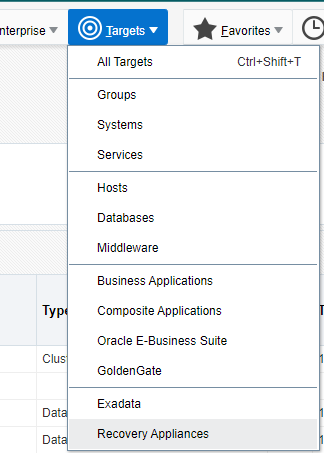 nterprise Targets Favorites
All Targets Ctrl+Shift+T
Groups
Systems
Services
Hosts
Databases
Middleware
Business Applications
Type
Composite Applications
Oracle E-Business Suite
Clus
GoldenGate
Exadata
Data
Recovery Appliances
Data